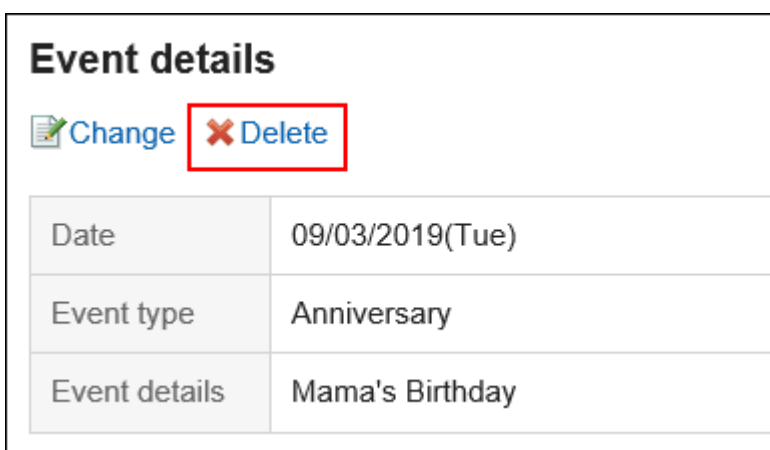 Event details
Change Delete
Date 09/03/2019(Tue)
Event type Anniversary
Event details Mama's Birthday